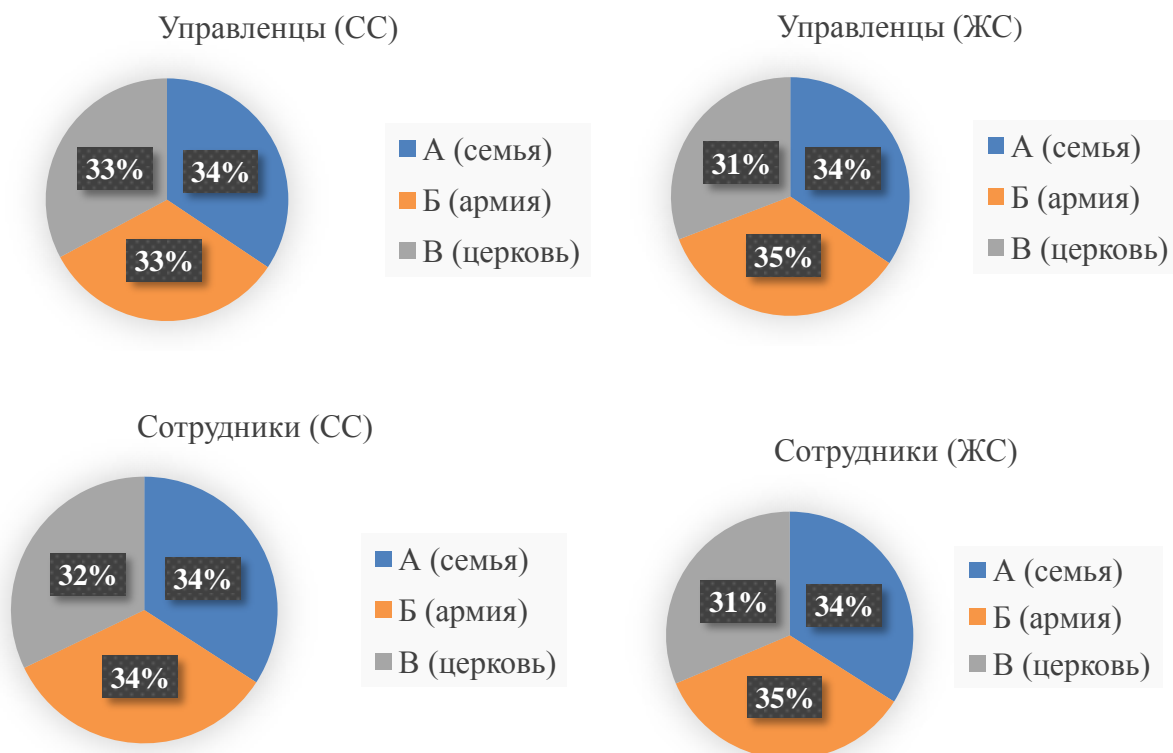 Управленцы (СС)
33%
34%
33%
А (семья)
Б (армия)
В (церковь)
Управленцы (ЖС)
31%
34%
35%
А (семья)
Б (армия)
В (церковь)
Сотрудники (СС)
32%
34%
34%
А (семья)
Б (армия)
В (церковь)
Сотрудники (ЖС)
31%
34%
35%
А (семья)
Б (армия)
В (церковь)